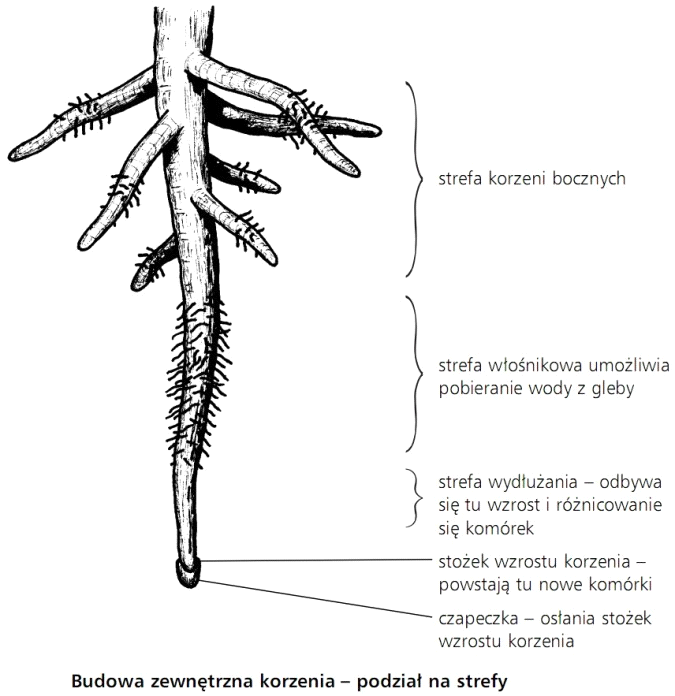 strefa korzeni bocznych
strefa włośnikowa umożliwia
pobieranie wody z gleby
strefa wydłużania – odbywa
się tu wzrost i różnicowanie
się komórek
stożek wzrostu korzenia –
powstają tu nowe komórki
czapeczka – osłania stożek
wzrostu korzenia
Budowa zewnętrzna korzenia – podział na strefy